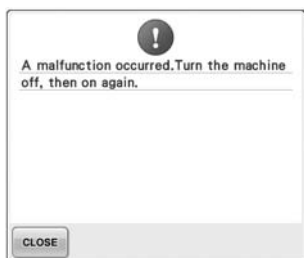 A malfunction occurred.Turn the machine
off, then on again.
CLOSE